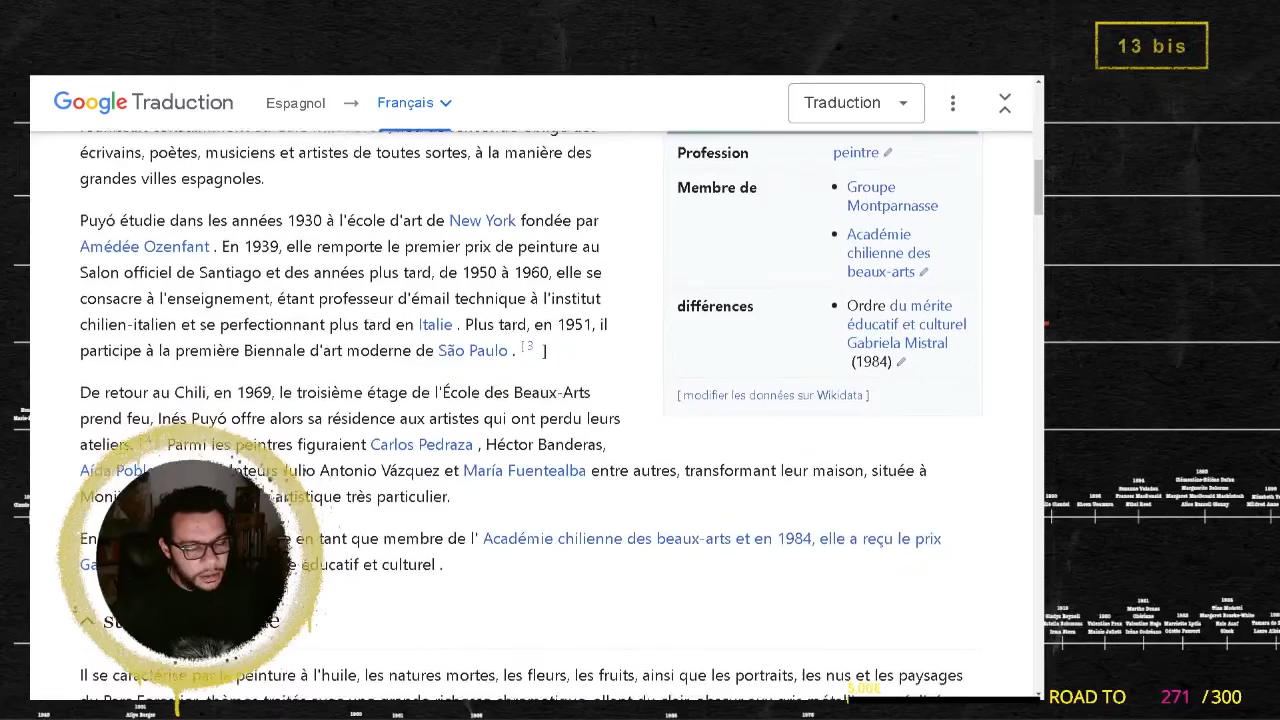 13 bis
Google Traduction Espagnol → Français Traduction
écrivains, poètes, musiciens et artistes de toutes sortes, à la manière des
grandes villes espagnoles.
Puyó étudie dans les années 1930 à l'école d'art de New York fondée par
Amédée Ozenfant . En 1939, elle remporte le premier prix de peinture au
Salon officiel de Santiago et des années plus tard, de 1950 à 1960, elle se
consacre à l'enseignement, étant professeur d'émail technique à l'institut
chilien-italien et se perfectionnant plus tard en Italie . Plus tard, en 1951, il
participe à la première Biennale d'art moderne de São Paulo . [ 3 ]
De retour au Chili, en 1969, le troisième étage de l'École des Beaux-Arts
prend feu, Inés Puyó offre alors sa résidence aux artistes qui ont perdu leurs
ateliers. [ 4 ] Parmi les peintres figuraient Carlos Pedraza , Héctor Banderas,
Aída Julio Antonio Vázquez et María Fuentealba entre autres, transformant leur maison, située à
artistique très particulier.
En en tant que membre de l' Académie chilienne des beaux-arts et en 1984, elle a reçu le prix
éducatif et culturel .
Il se caractérise par la peinture à l'huile, les natures mortes, les fleurs, les fruits, ainsi que les portraits, les nus et les paysages
Profession peintre
Membre de • Groupe
Montparnasse
• Académie
chilienne des
beaux-arts
différences • Ordre du mérite
éducatif et culturel
Gabriela Mistral
(1984)
[ modifier les données sur Wikidata ]
5,00€
ROAD TO 271 / 300